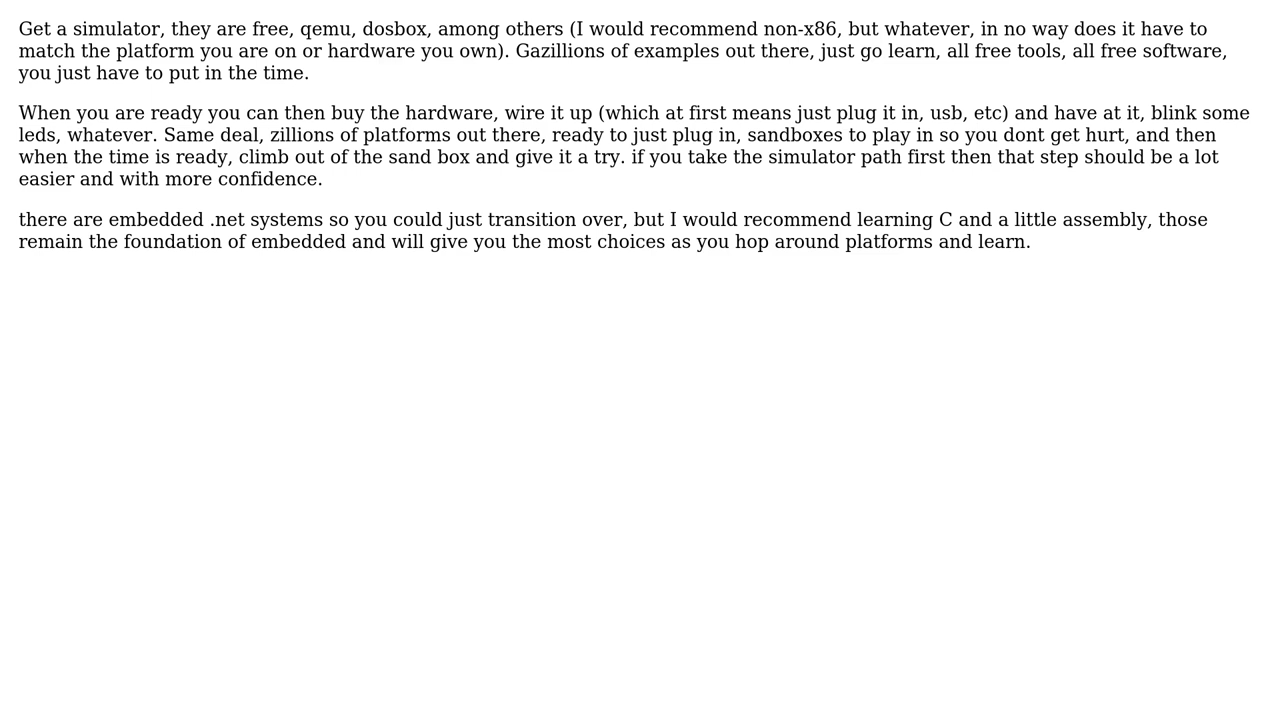 Get a simulator, they are free, qemu, dosbox, among others (I would recommend non-x86, but whatever, in no way does it have to
match the platform you are on or hardware you own). Gazillions of examples out there, just go learn, all free tools, all free software,
you just have to put in the time.
When you are ready you can then buy the hardware, wire it up (which at first means just plug it in, usb, etc) and have at it, blink some
leds, whatever. Same deal, zillions of platforms out there, ready to just plug in, sandboxes to play in so you dont get hurt, and then
when the time is ready, climb out of the sand box and give it a try. if you take the simulator path first then that step should be a lot
easier and with more confidence.
there are embedded .net systems so you could just transition over, but I would recommend learning C and a little assembly, those
remain the foundation of embedded and will give you the most choices as you hop around platforms and learn.